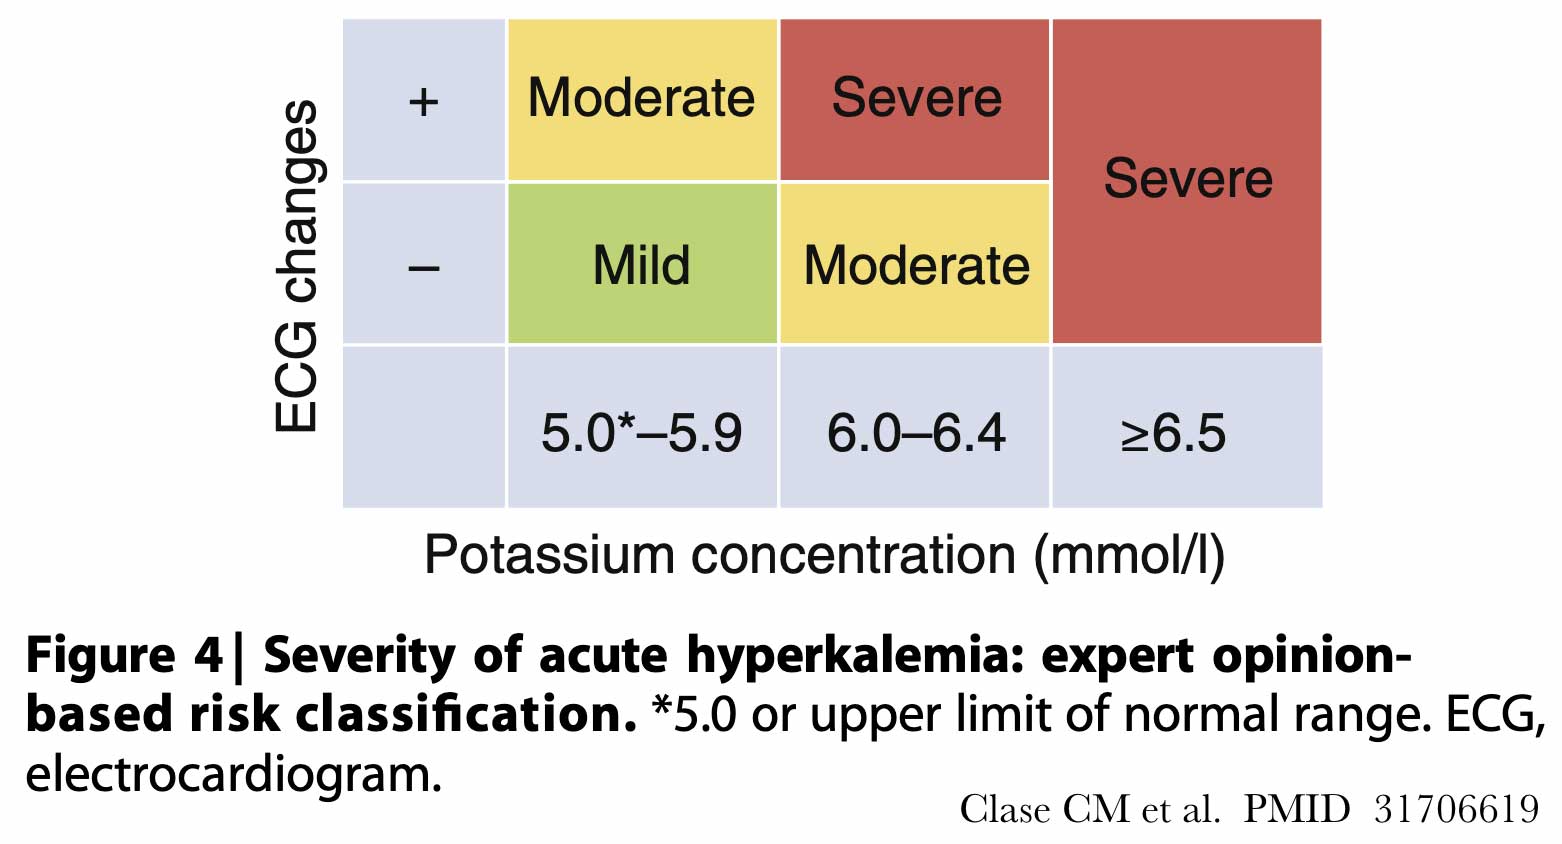 ECG changes
+ Moderate Severe
Severe
– Mild Moderate
5.0*–5.9 6.0–6.4 ≥6.5
Potassium concentration (mmol/l)
Figure 4 | Severity of acute hyperkalemia: expert opinion-
based risk classification. *5.0 or upper limit of normal range. ECG,
electrocardiogram.
Clase CM et al. PMID 31706619